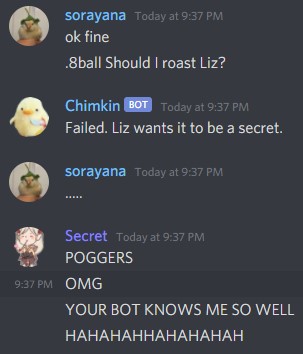 sorayana Today at 9:37 PM
ok fine
.8ball Should I roast Liz?
Chimkin BOT Today at 9:37 PM
Failed. Liz wants it to be a secret.
sorayana Today at 9:37 PM
.....
Secret Today at 9:37 PM
POGGERS
9:37 PM OMG
YOUR BOT KNOWS ME SO WELL
HAHAHAHHAHAHAHAH